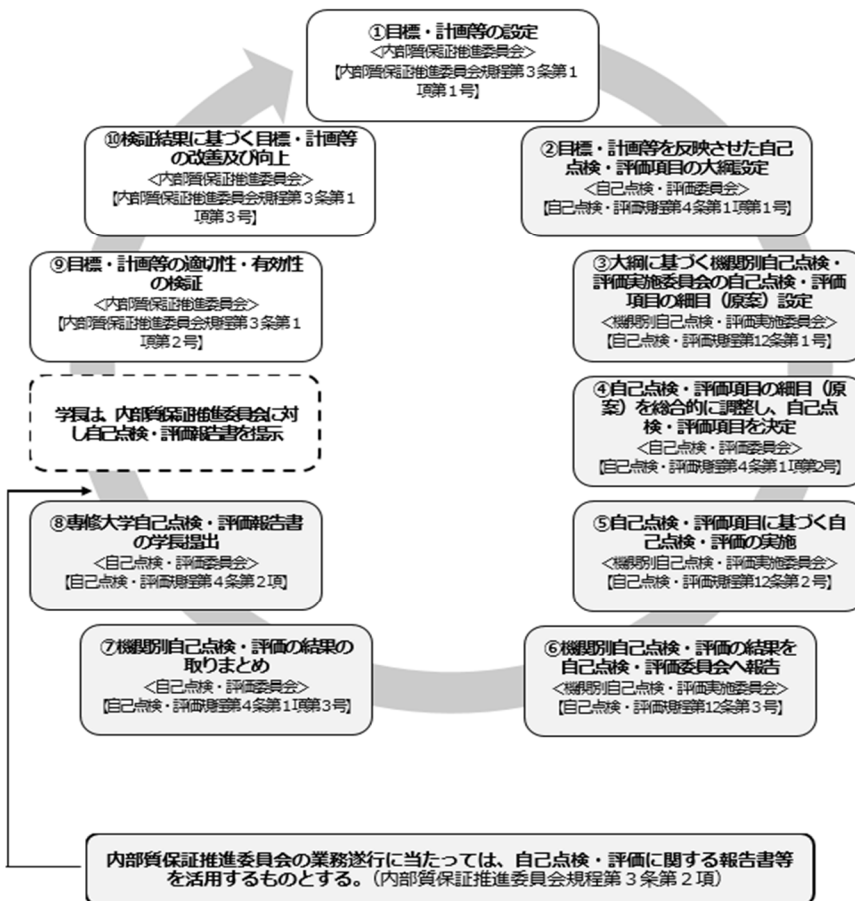 ①目標・計画等の設定
<内部質保証推進委員会>
【内部質保証推進委員会規程第３条第１
項第１号】
②目標・計画等を反映させた自己
点検・評価項目の大綱設定
<自己点検・評価委員会>
【自己点検・評価規程第４条第１項第１号】
③大綱に基づく機関別自己点検・
評価実施委員会の自己点検・評価
項目の細目（原案）設定
<機関別自己点検・評価実施委員会>
【自己点検・評価規程第12条第１号】
④自己点検・評価項目の細目（原
案）を総合的に調整し、自己点
検・評価項目を決定
<自己点検・評価委員会>
【自己点検・評価規程第４条第１項第２号】
⑤自己点検・評価項目に基づく自
己点検・評価の実施
<機関別自己点検・評価実施委員会>
【自己点検・評価規程第12条第２号】
⑥機関別自己点検・評価の結果を
自己点検・評価委員会へ報告
<機関別自己点検・評価実施委員会>
【自己点検・評価規程第12条第３号】
⑦機関別自己点検・評価の結果の
取りまとめ
<自己点検・評価委員会>
【自己点検・評価規程第４条第１項第３号】
⑧専修大学自己点検・評価報告書
の学長提出
<自己点検・評価委員会>
【自己点検・評価規程第４条第２項】
学長は、内部質保証推進委員会に対
し自己点検・評価報告書を提示
⑨目標・計画等の適切性・有効性
の検証
<内部質保証推進委員会>
【内部質保証推進委員会規程第３条第１
項第２号】
⑩検証結果に基づく目標・計画等
の改善及び向上
<内部質保証推進委員会>
【内部質保証推進委員会規程第３条第１
項第３号】
内部質保証推進委員会の業務遂行に当たっては、自己点検・評価に関する報告書等
を活用するものとする。（内部質保証推進委員会規程第３条第２項）